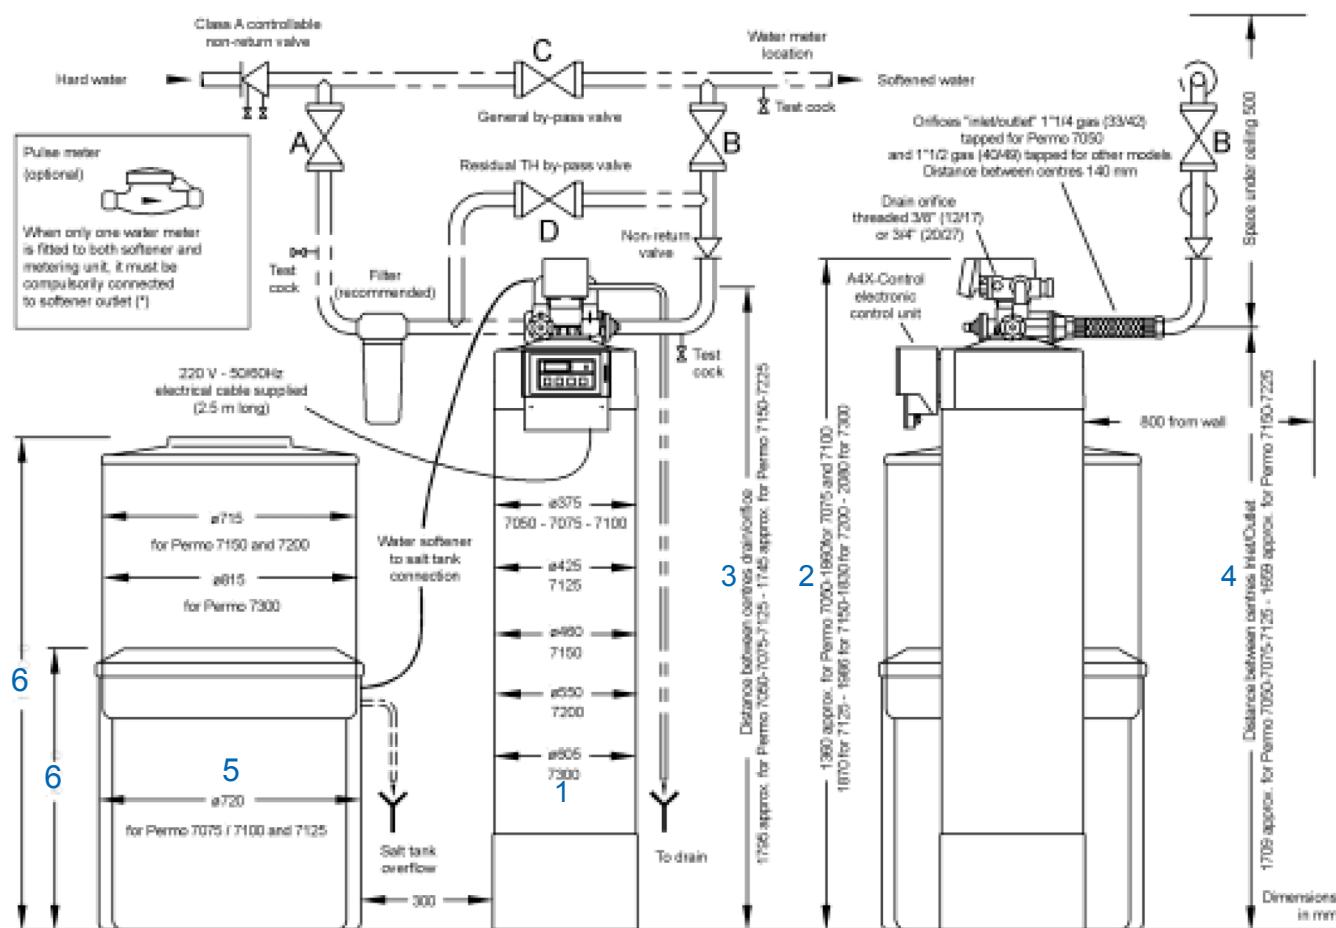 Class A controllable
non-return valve
Hard water
C
General by-pass valve
Water meter
location
Softened water
Test cock
A
B
Residual TH by-pass valve
D
Non-return
valve
Pulse meter
(optional)
When only one water meter
is fitted to both softener and
metering unit, it must be
compulsorily connected
to softener outlet (*)
Test
cock
Filter
(recommended)
Test
cock
220 V - 50/60Hz
electrical cable supplied
(2.5 m long)
Orifices "inlet/outlet" 1"1/4 gas (33/42)
tapped for Permo 7050
and 1"1/2 gas (40/49) tapped for other models
Distance between centres 140 mm
B
Space under ceiling 500
Drain orifice
threaded 3/8" (12/17)
or 3/4" (20/27)
A4X-Control
electronic
control unit
800 from wall
ø715
for Permo 7150 and 7200
ø815
for Permo 7300
Water softener
to salt tank
connection
ø375
7050 - 7075 - 7100
ø425
7125
ø460
7150
ø550
7200
ø805
7300
1
3
Distance between centres drain/orifice
1795 approx. for Permo 7050-7075-7125 - 1745 approx. for Permo 7150-7225
2
1360 approx. for Permo 7050-1860for 7075 and 7100
1870 for 7125 - 1985 for 7150-1830 for 7200 - 2080 for 7300
4
Distance between centres Inlet/Outlet
1709 approx. for Permo 7050-7075-7125 - 1659 approx. for Permo 7150-7225
6
6
5
ø720
for Permo 7075 / 7100 and 7125
Salt tank
overflow
300
To drain
Dimensions
in mm